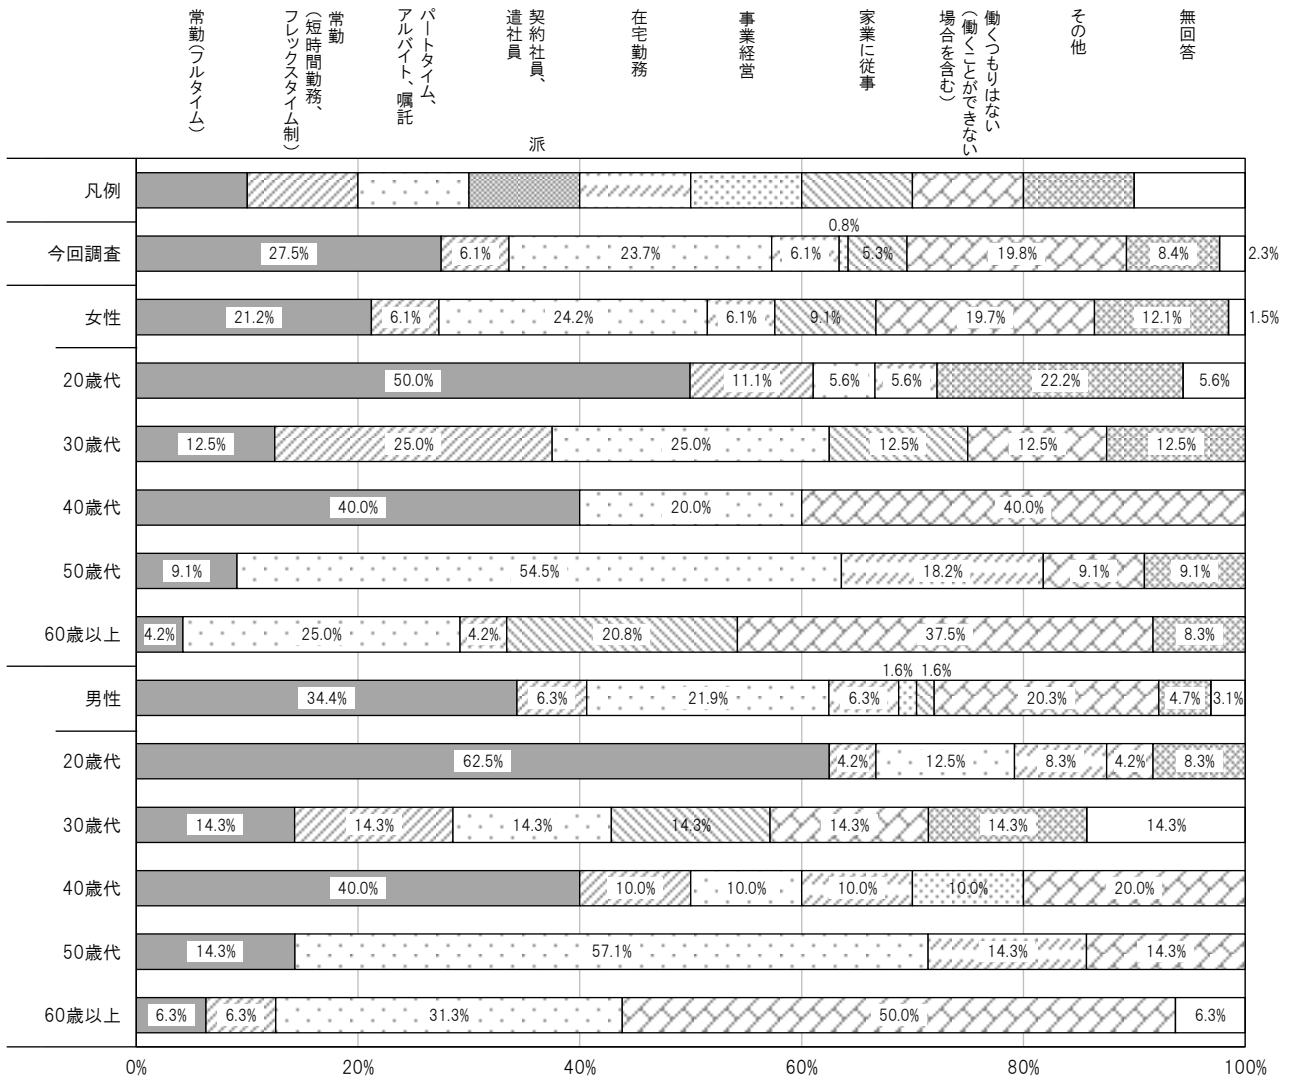 常勤(フルタイム)
常勤
(短時間勤務、
フレックスタイム制)
パートタイム、
アルバイト、嘱託
契約社員、派
遣社員
在宅勤務
事業経営
家業に従事
働くつもりはない
(働くことができない
場合を含む)
その他
無回答
凡例
0.8%
今回調査 27.5% 6.1% 23.7% 6.1% 5.3% 19.8% 8.4% 2.3%
女性 21.2% 6.1% 24.2% 6.1% 9.1% 19.7% 12.1% 1.5%
20歳代 50.0% 11.1% 5.6% 5.6% 22.2% 5.6%
30歳代 12.5% 25.0% 25.0% 12.5% 12.5% 12.5%
40歳代 40.0% 20.0% 40.0%
50歳代 9.1% 54.5% 18.2% 9.1% 9.1%
60歳以上 4.2% 25.0% 4.2% 20.8% 37.5% 8.3%
1.6% 1.6%
男性 34.4% 6.3% 21.9% 6.3% 20.3% 4.7% 3.1%
20歳代 62.5% 4.2% 12.5% 8.3% 4.2% 8.3%
30歳代 14.3% 14.3% 14.3% 14.3% 14.3% 14.3% 14.3%
40歳代 40.0% 10.0% 10.0% 10.0% 10.0% 20.0%
50歳代 14.3% 57.1% 14.3% 14.3%
60歳以上 6.3% 6.3% 31.3% 50.0% 6.3%
0% 20% 40% 60% 80% 100%